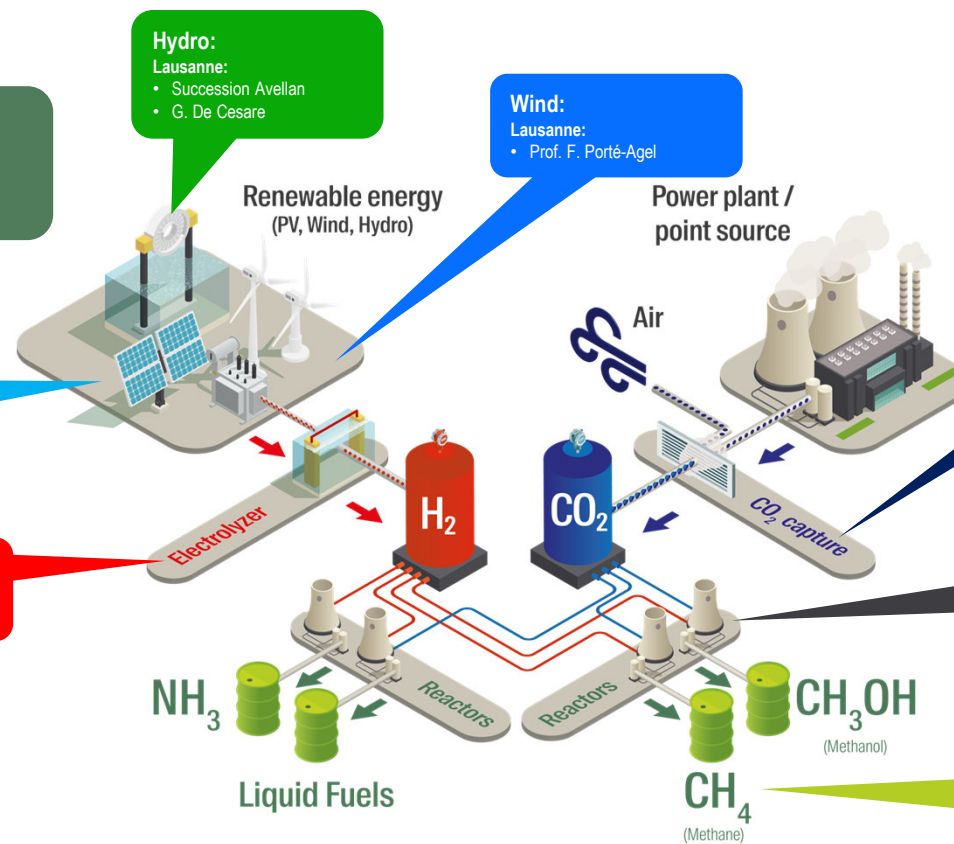 Hydro:
Lausanne:
• Succession Avellan
• G. De Cesare
Wind:
Lausanne:
• Prof. F. Porté-Agel
Renewable energy
(PV, Wind, Hydro)
Power plant /
point source
Air
H₂
CO₂
Electrolyzer
CO₂ capture
Reactors
Reactors
NH₃
Liquid Fuels
CH₃OH
(Methanol)
CH₄
(Methane)